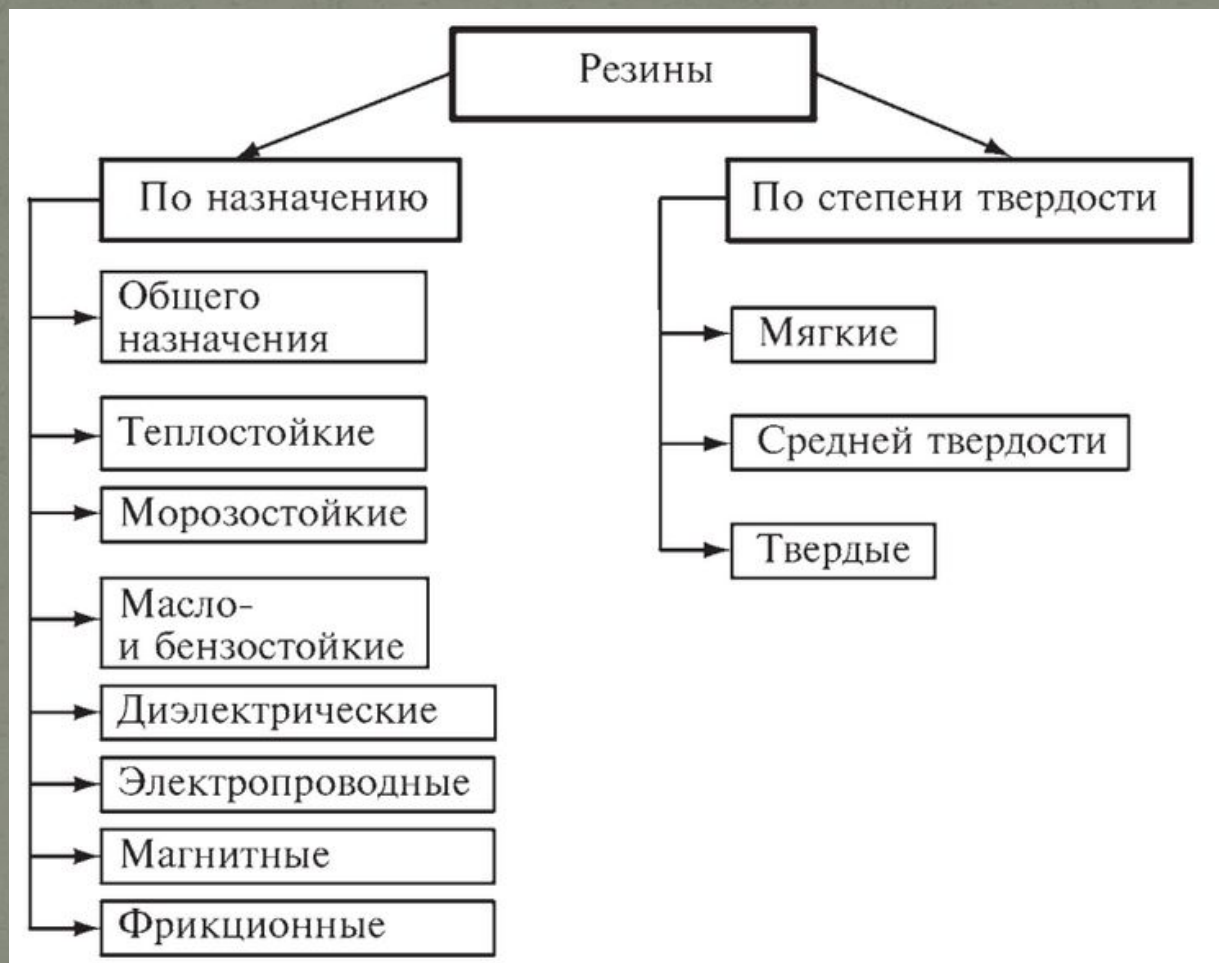 Резины
По назначению
Общего
назначения
Теплостойкие
Морозостойкие
Масло-
и бензостойкие
Диэлектрические
Электропроводные
Магнитные
Фрикционные
По степени твердости
Мягкие
Средней твердости
Твердые